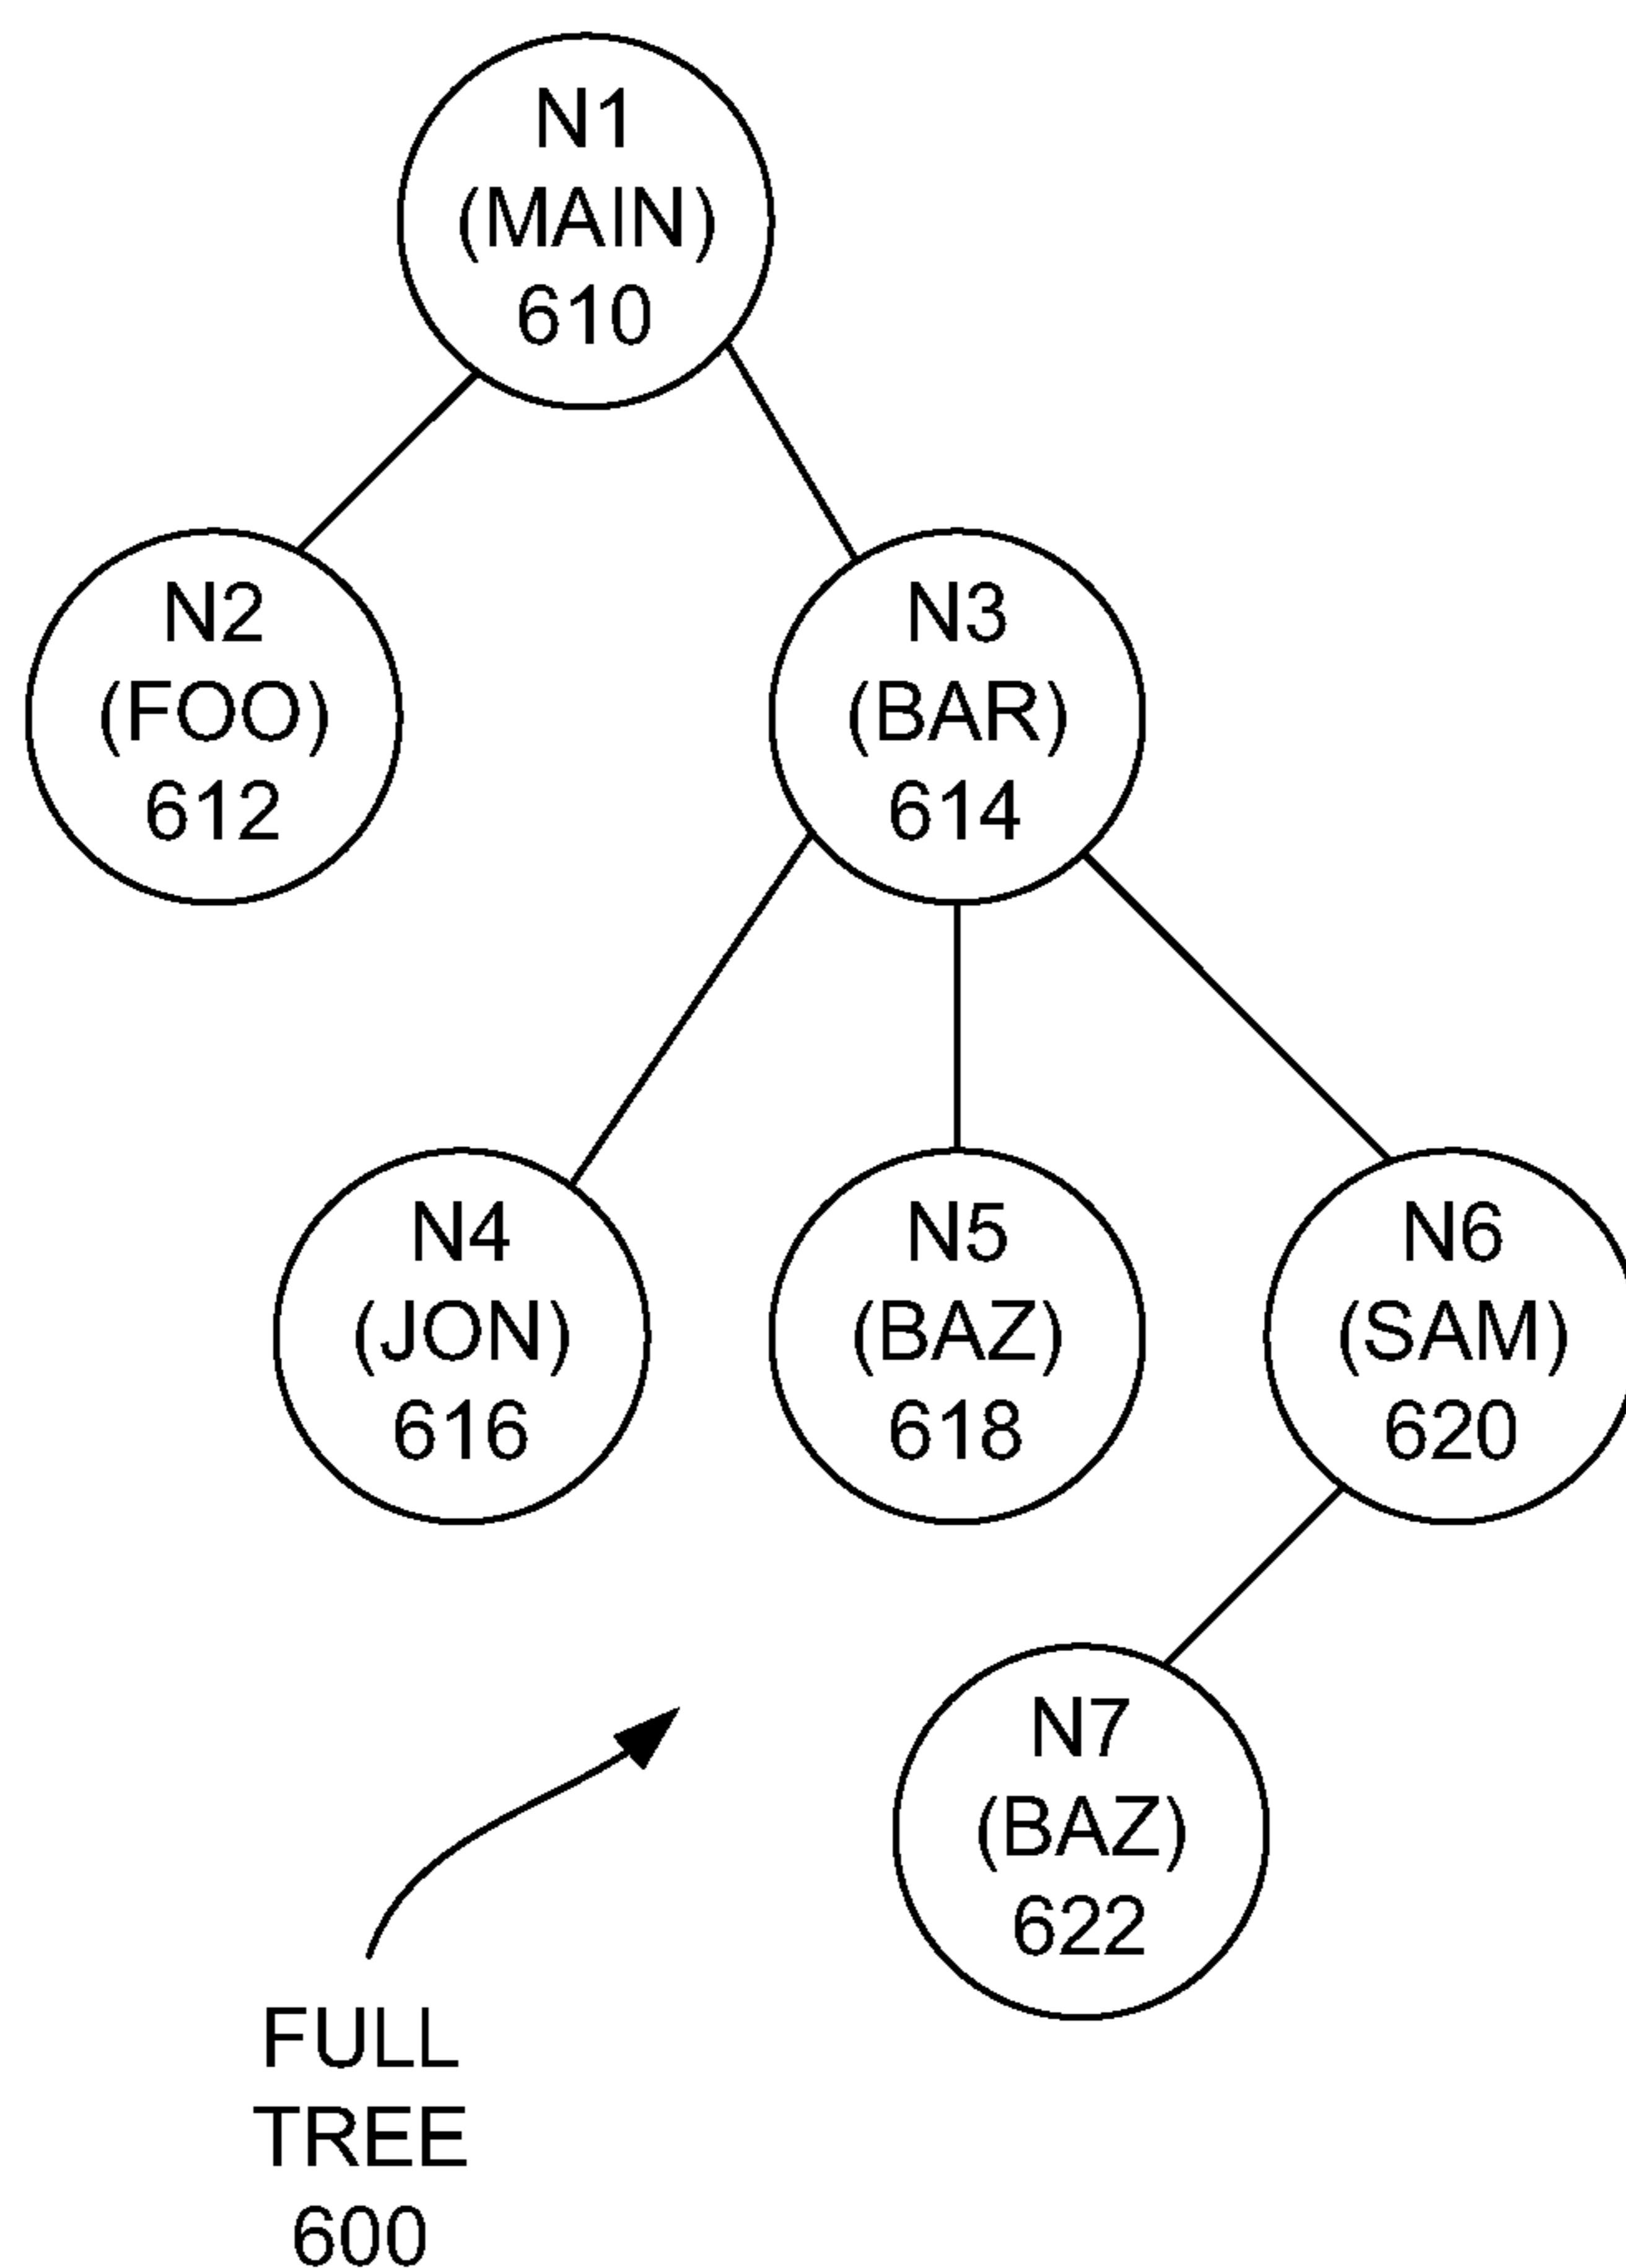 N1
(MAIN)
610
N2
(FOO)
612
N3
(BAR)
614
N4
(JON)
616
N5
(BAZ)
618
N6
(SAM)
620
N7
(BAZ)
622
FULL
TREE
600